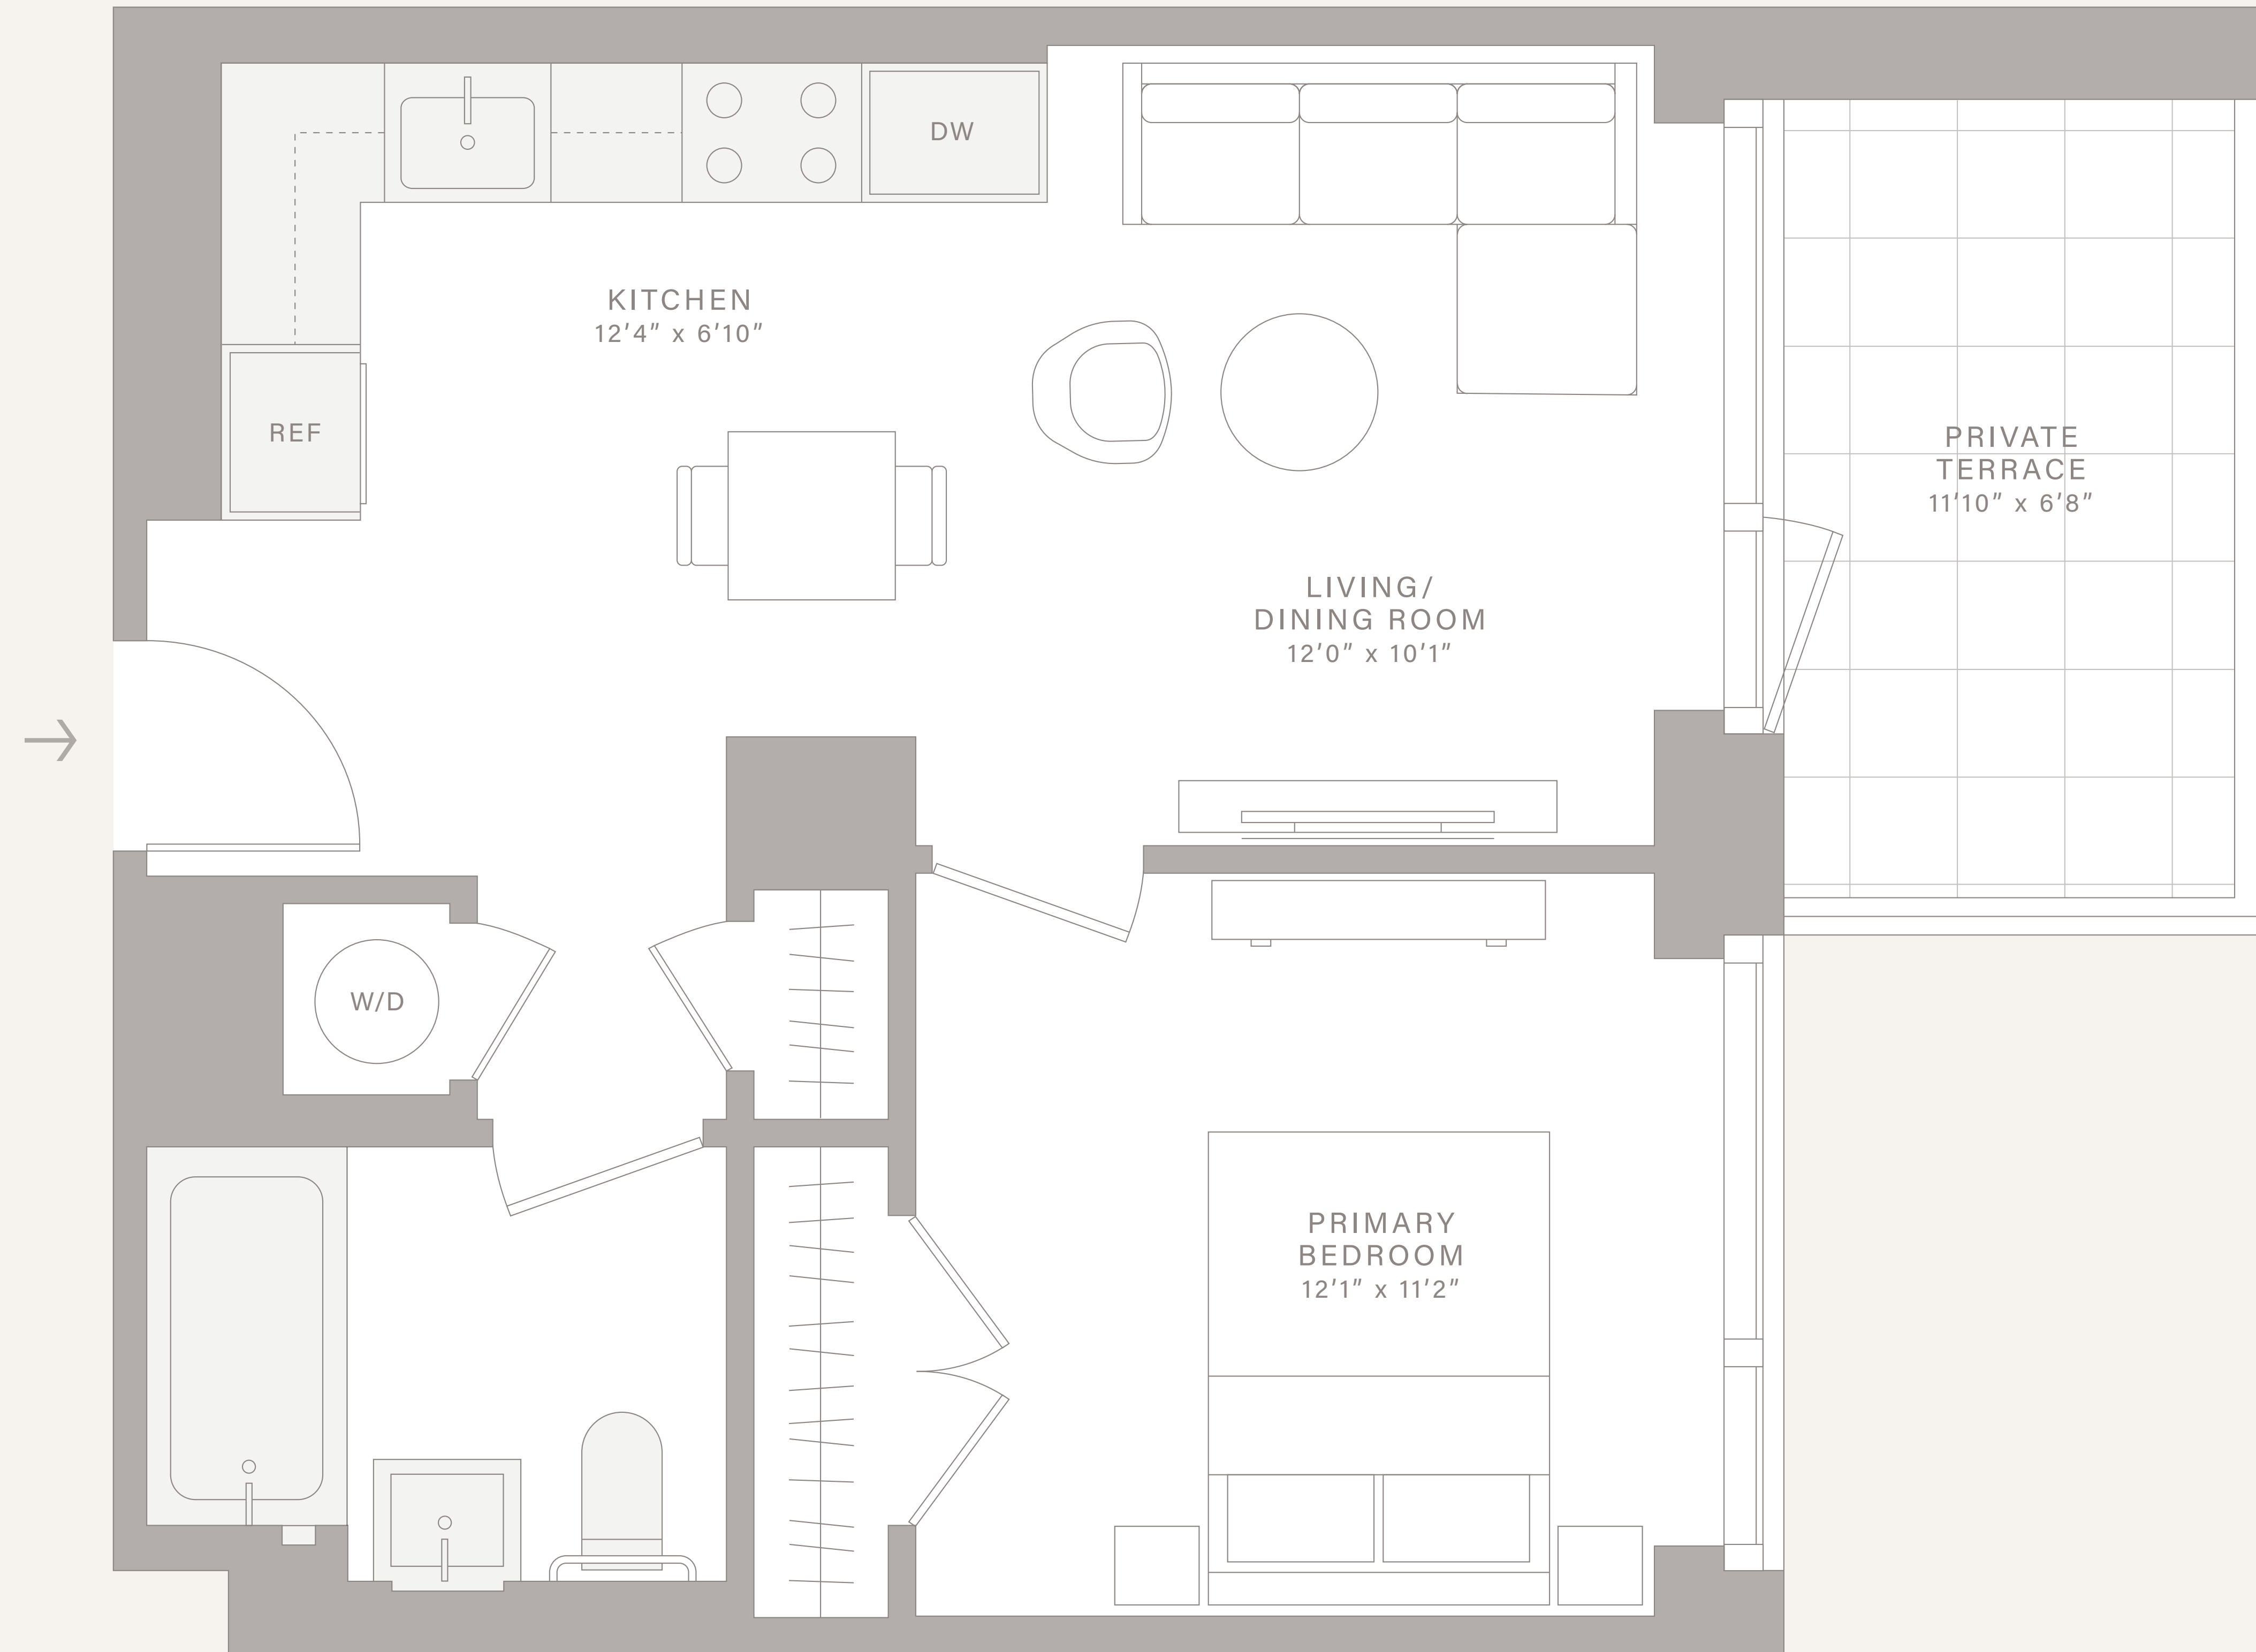 DW
KITCHEN
12’4” x 6’10”
REF
PRIVATE
TERRACE
11’10” x 6’8”
LIVING/
DINING ROOM
12’0” x 10’1”
W/D
PRIMARY
BEDROOM
12’1” x 11’2”